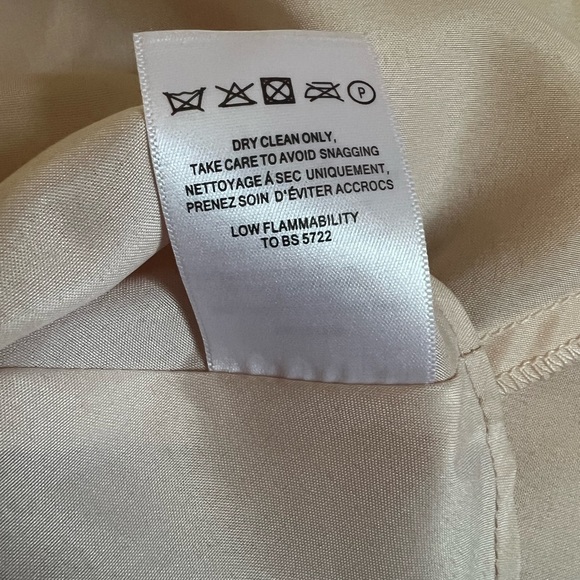 P
DRY CLEAN ONLY,
TAKE CARE TO AVOID SNAGGING
NETTOYAGE Á SEC UNIQUEMENT,
PRENEZ SOIN D'ÉVITER ACCROCS
LOW FLAMMABILITY
TO BS 5722